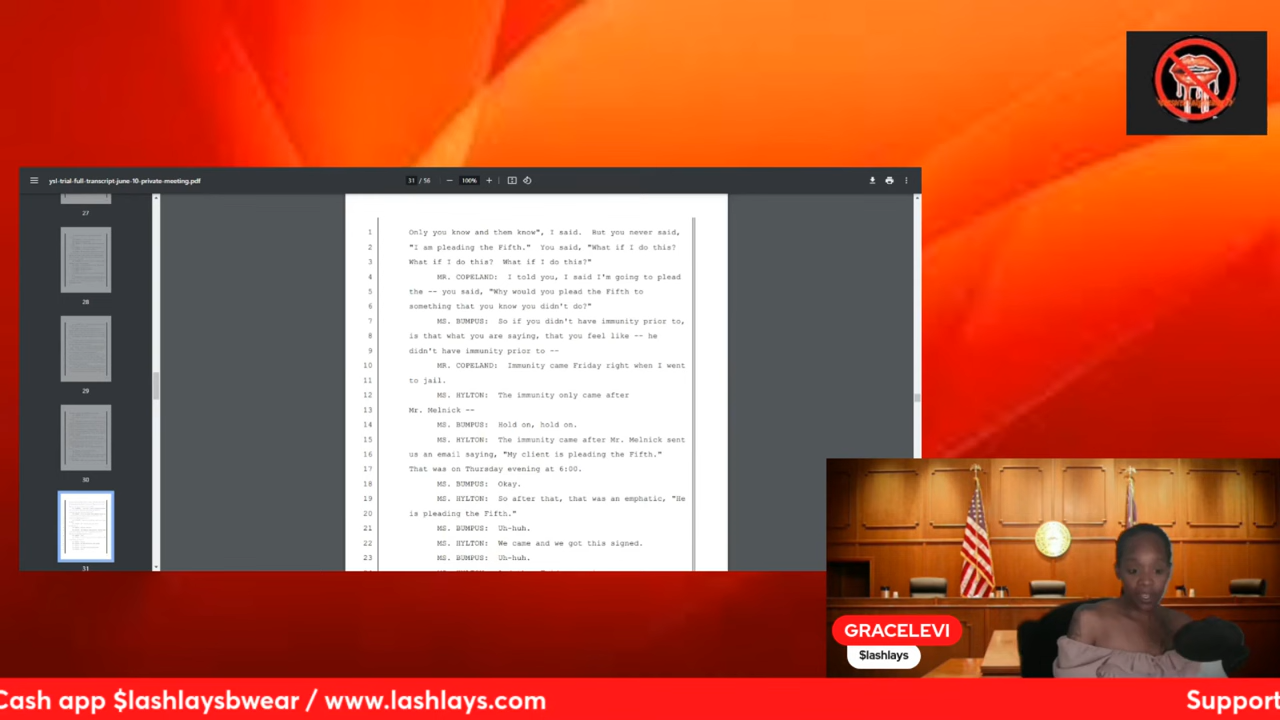 ysl-trial-full-transcript-june-10-private-meeting.pdf
31 / 56
100%
27
28
29
30
31
1 Only you know and them know", I said. But you never said,
2 "I am pleading the Fifth." You said, "What if I do this?
3 What if I do this? What if I do this?"
4 MR. COPELAND: I told you, I said I'm going to plead
5 the -- you said, "Why would you plead the Fifth to
6 something that you know you didn't do?"
7 MS. BUMPUS: So if you didn't have immunity prior to,
8 is that what you are saying, that you feel like -- he
9 didn't have immunity prior to --
10 MR. COPELAND: Immunity came Friday right when I went
11 to jail.
12 MS. HYLTON: The immunity only came after
13 Mr. Melnick --
14 MS. BUMPUS: Hold on, hold on.
15 MS. HYLTON: The immunity came after Mr. Melnick sent
16 us an email saying, "My client is pleading the Fifth."
17 That was on Thursday evening at 6:00.
18 MS. BUMPUS: Okay.
19 MS. HYLTON: So after that, that was an emphatic, "He
20 is pleading the Fifth."
21 MS. BUMPUS: Uh-huh.
22 MS. HYLTON: We came and we got this signed.
23 MS. BUMPUS: Uh-huh.
GRACELEVI
$lashlays
Cash app $lashlaysbwear / www.lashlays.com
Support